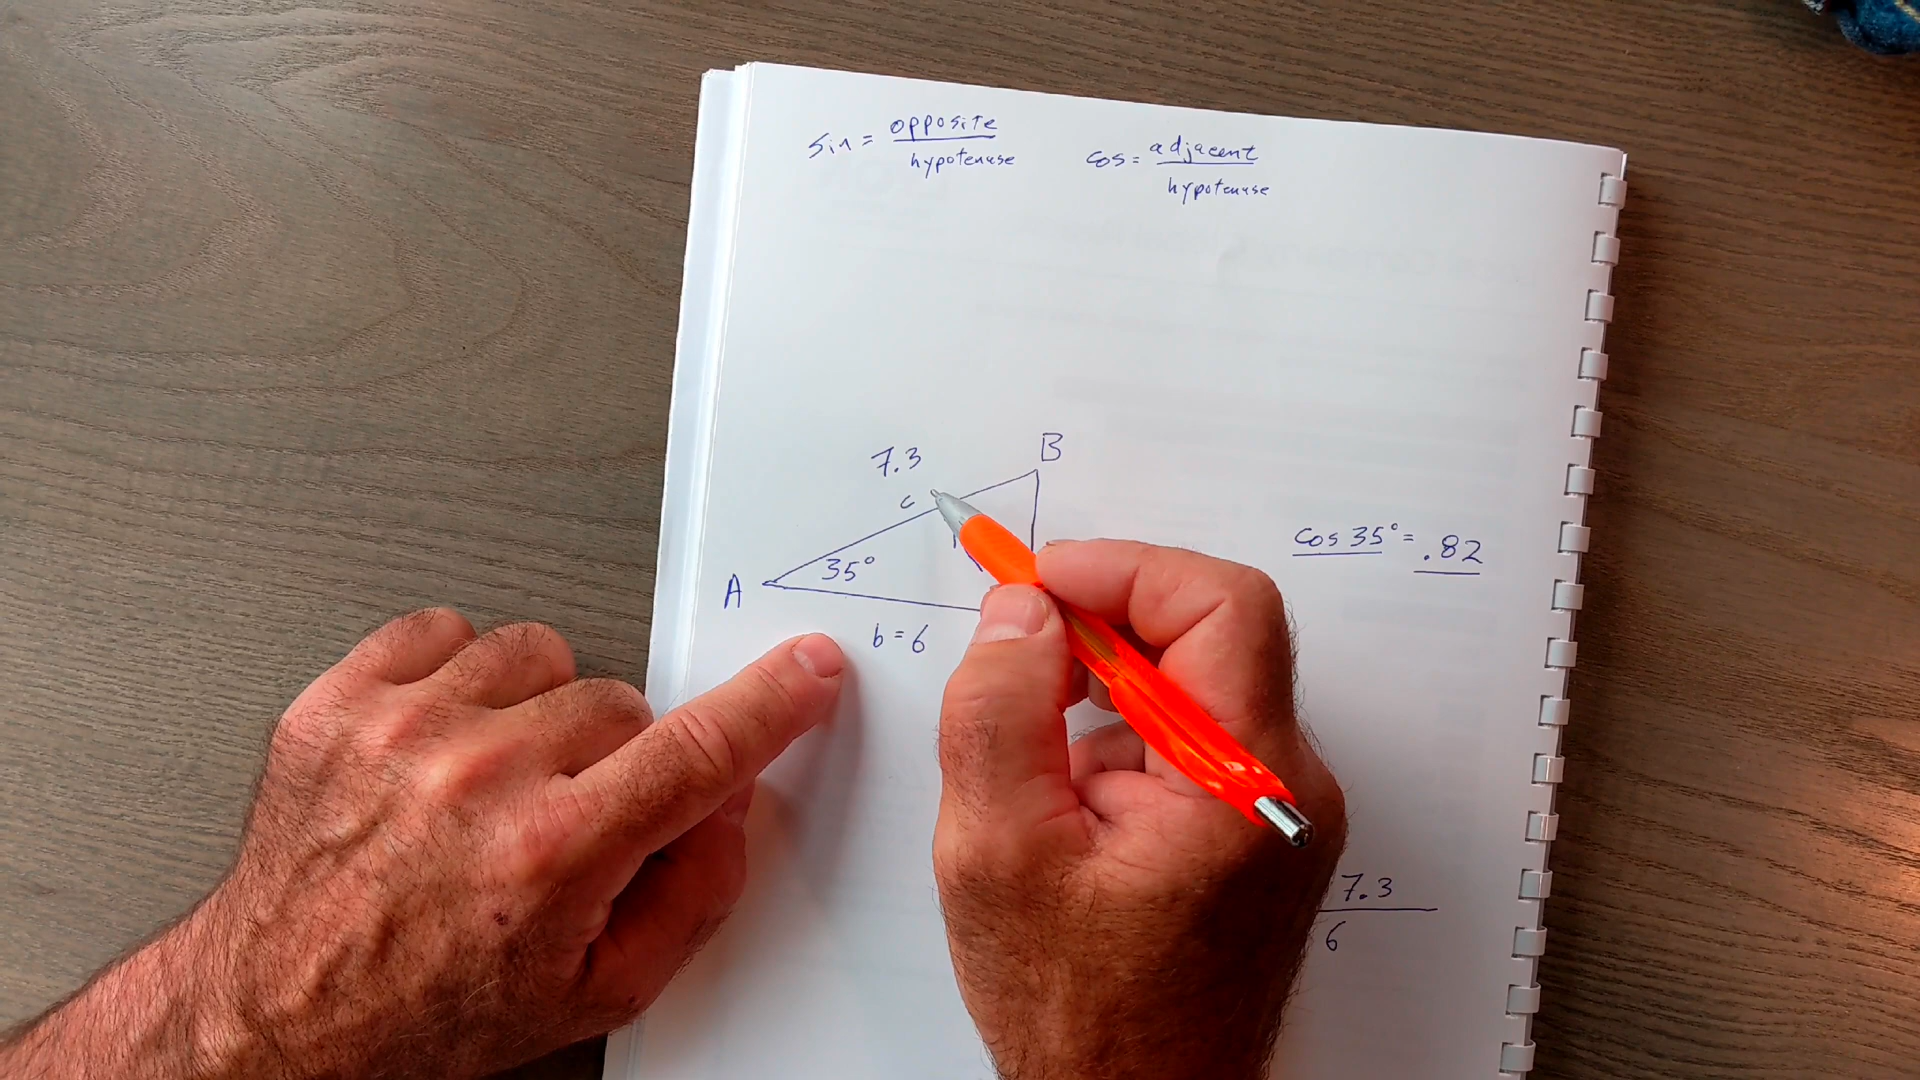 sin = opposite
hypotenuse
cos = adjacent
hypotenuse
7.3
B
c
35°
A
b = 6
cos 35° = .82
7.3
6